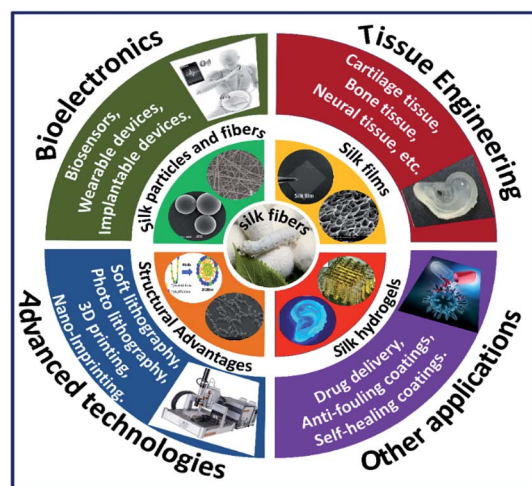 Bioelectronics
Biosensors,
Wearable devices,
Implantable devices.
Tissue Engineering
Cartilage tissue,
Bone tissue,
Neural tissue, etc.
Silk particles and fibers
Silk films
Silk film
silk fibers
Structural Advantages
Silk hydrogels
Advanced technologies
Soft lithography,
Photo lithography,
3D printing,
Nano-Imprinting.
Other applications
Drug delivery,
Anti-fouling coatings,
Self-healing coatings.